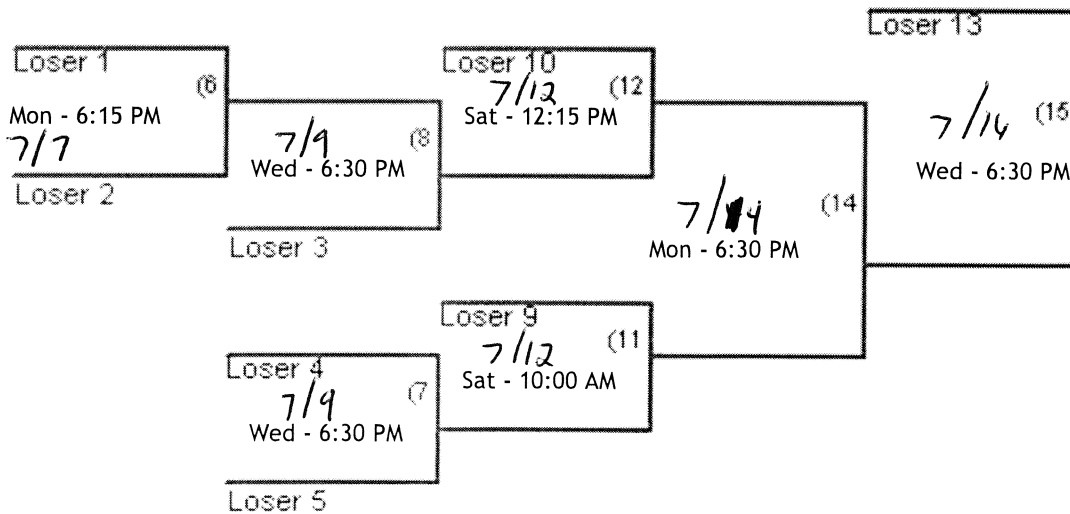 Loser 13
Loser 1
(6
Mon - 6:15 PM
7/7
Loser 2
7/9
(8
Wed - 6:30 PM
Loser 3
Loser 10
7/12
(12
Sat - 12:15 PM
7/16
(15
Wed - 6:30 PM
7/14
(14
Mon - 6:30 PM
Loser 9
7/12
(11
Sat - 10:00 AM
Loser 4
7/9
(7
Wed - 6:30 PM
Loser 5